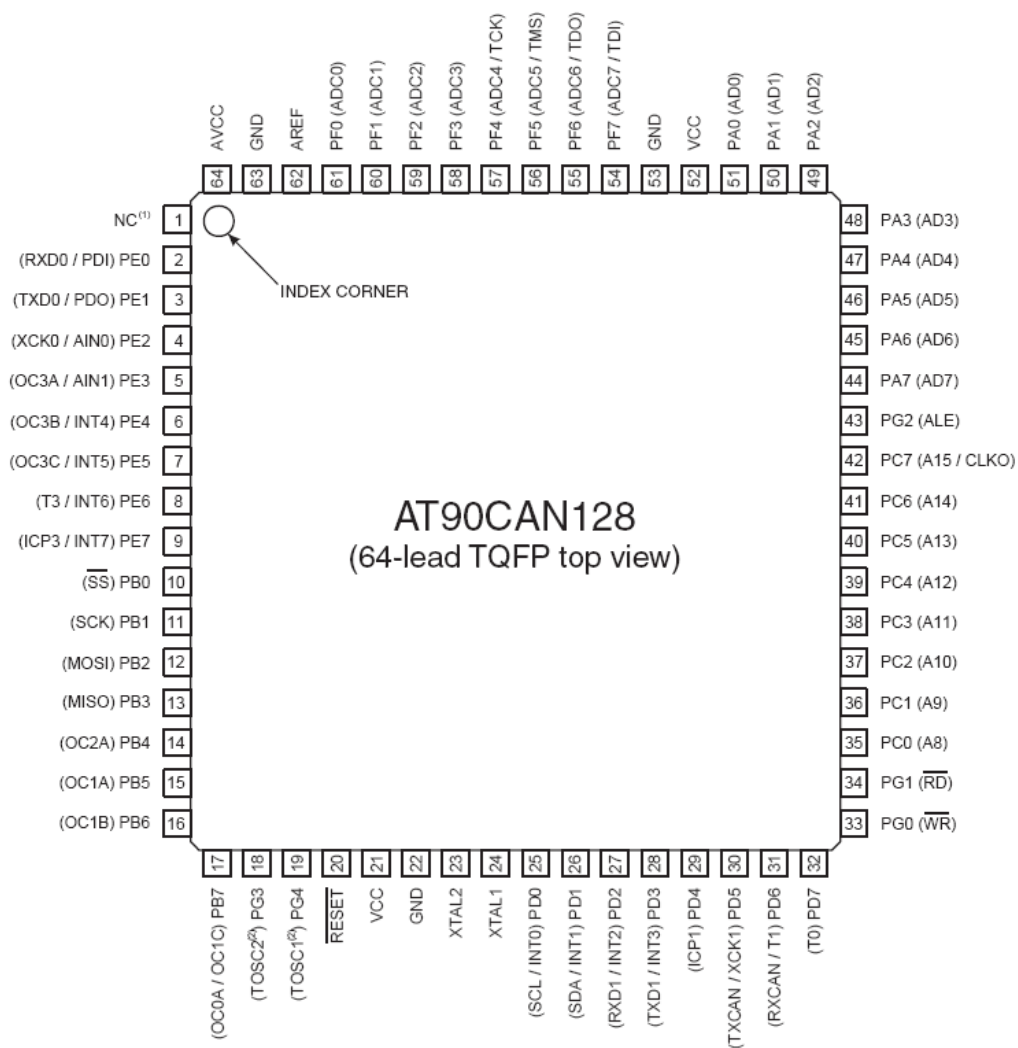 AVCC
GND
AREF
PF0 (ADC0)
PF1 (ADC1)
PF2 (ADC2)
PF3 (ADC3)
PF4 (ADC4 / TCK)
PF5 (ADC5 / TMS)
PF6 (ADC6 / TDO)
PF7 (ADC7 / TDI)
GND
VCC
PA0 (AD0)
PA1 (AD1)
PA2 (AD2)
64 63 62 61 60 59 58 57 56 55 54 53 52 51 50 49
NC(1) 1
(RXD0 / PDI) PE0 2
(TXD0 / PDO) PE1 3
(XCK0 / AIN0) PE2 4
(OC3A / AIN1) PE3 5
(OC3B / INT4) PE4 6
(OC3C / INT5) PE5 7
(T3 / INT6) PE6 8
(ICP3 / INT7) PE7 9
(SS) PB0 10
(SCK) PB1 11
(MOSI) PB2 12
(MISO) PB3 13
(OC2A) PB4 14
(OC1A) PB5 15
(OC1B) PB6 16
INDEX CORNER
AT90CAN128
(64-lead TQFP top view)
48 PA3 (AD3)
47 PA4 (AD4)
46 PA5 (AD5)
45 PA6 (AD6)
44 PA7 (AD7)
43 PG2 (ALE)
42 PC7 (A15 / CLKO)
41 PC6 (A14)
40 PC5 (A13)
39 PC4 (A12)
38 PC3 (A11)
37 PC2 (A10)
36 PC1 (A9)
35 PC0 (A8)
34 PG1 (RD)
33 PG0 (WR)
17 18 19 20 21 22 23 24 25 26 27 28 29 30 31 32
(OC0A / OC1C) PB7
(TOSC2(2)) PG3
(TOSC1(2)) PG4
RESET
VCC
GND
XTAL2
XTAL1
(SCL / INT0) PD0
(SDA / INT1) PD1
(RXD1 / INT2) PD2
(TXD1 / INT3) PD3
(ICP1) PD4
(TXCAN / XCK1) PD5
(RXCAN / T1) PD6
(T0) PD7